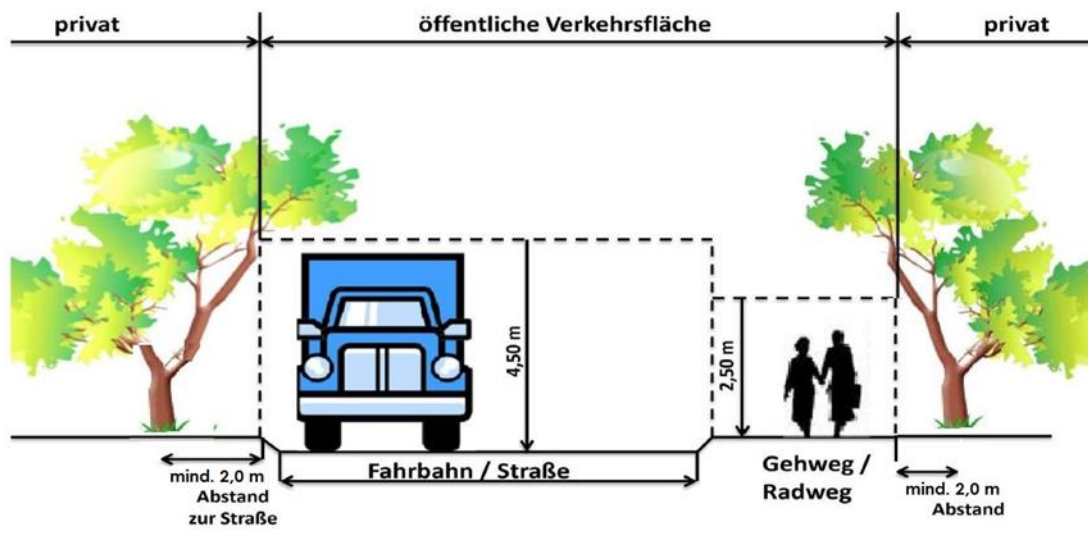 privat
öffentliche Verkehrsfläche
privat
4,50 m
2,50 m
Fahrbahn / Straße
Gehweg /
Radweg
mind. 2,0 m
Abstand
zur Straße
mind. 2,0 m
Abstand